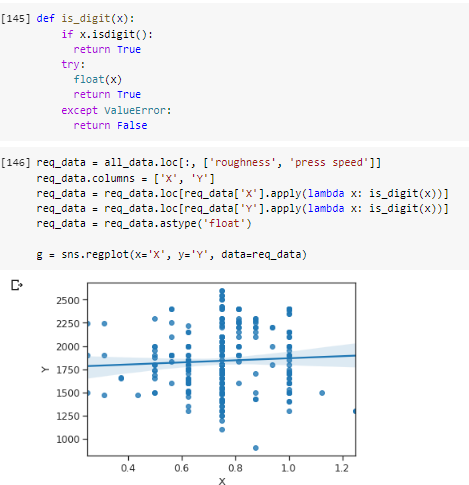 [145] def is_digit(x):
if x.isdigit():
return True
try:
float(x)
return True
except ValueError:
return False
[146] req_data = all_data.loc[:, ['roughness', 'press speed']]
req_data.columns = ['X', 'Y']
req_data = req_data.loc[req_data['X'].apply(lambda x: is_digit(x))]
req_data = req_data.loc[req_data['Y'].apply(lambda x: is_digit(x))]
req_data = req_data.astype('float')
g = sns.regplot(x='X', y='Y', data=req_data)
2500
2250
2000
1750
1500
1250
1000
Y
0.4 0.6 0.8 1.0 1.2
X